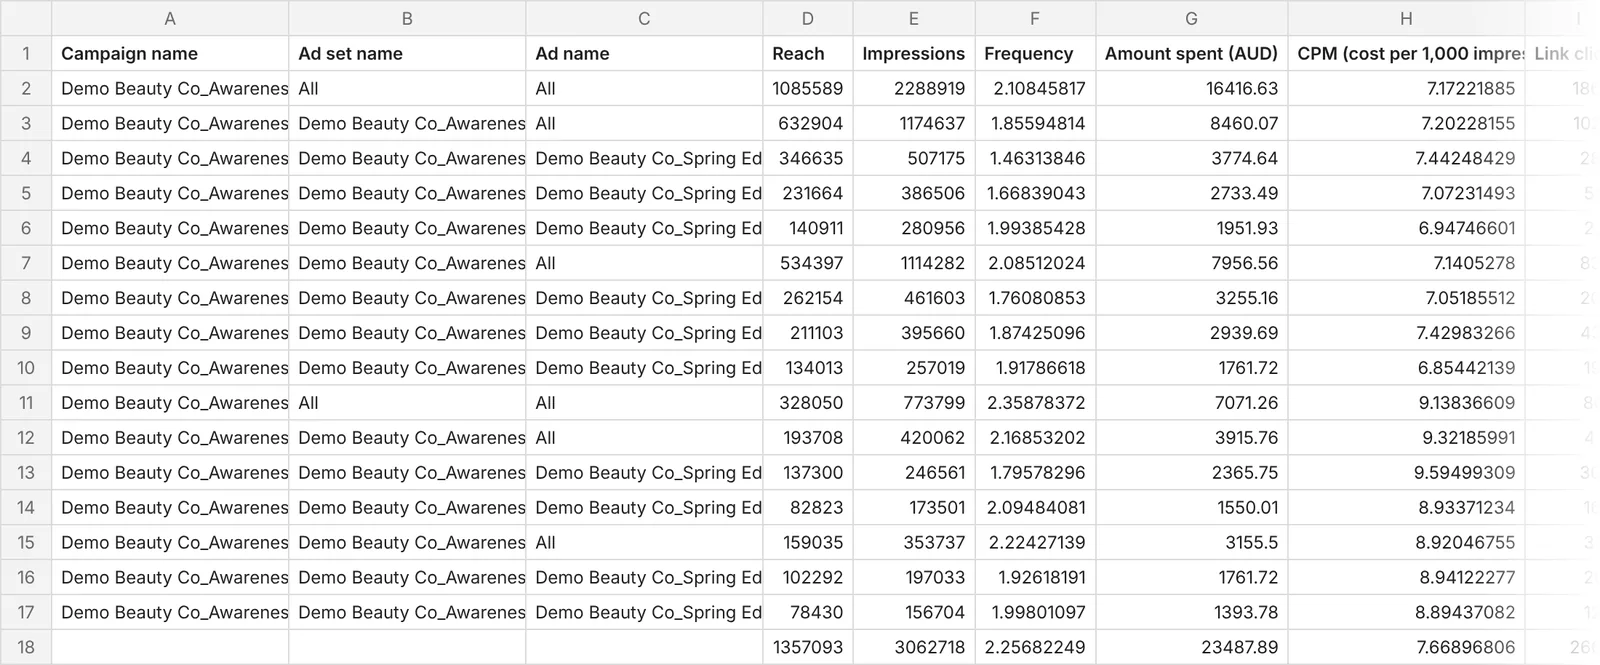 A B C D E F G H
1 Campaign name Ad set name Ad name Reach Impressions Frequency Amount spent (AUD) CPM (cost per 1,000 impres Link cli
2 Demo Beauty Co_Awarenes All All 1085589 2288919 2.10845817 16416.63 7.17221885
3 Demo Beauty Co_Awarenes Demo Beauty Co_Awarenes All 632904 1174637 1.85594814 8460.07 7.20228155
4 Demo Beauty Co_Awarenes Demo Beauty Co_Awarenes Demo Beauty Co_Spring Ed 346635 507175 1.46313846 3774.64 7.44248429
5 Demo Beauty Co_Awarenes Demo Beauty Co_Awarenes Demo Beauty Co_Spring Ed 231664 386506 1.66839043 2733.49 7.07231493
6 Demo Beauty Co_Awarenes Demo Beauty Co_Awarenes Demo Beauty Co_Spring Ed 140911 280956 1.99385428 1951.93 6.94746601
7 Demo Beauty Co_Awarenes Demo Beauty Co_Awarenes All 534397 1114282 2.08512024 7956.56 7.1405278
8 Demo Beauty Co_Awarenes Demo Beauty Co_Awarenes Demo Beauty Co_Spring Ed 262154 461603 1.76080853 3255.16 7.05185512
9 Demo Beauty Co_Awarenes Demo Beauty Co_Awarenes Demo Beauty Co_Spring Ed 211103 395660 1.87425096 2939.69 7.42983266
10 Demo Beauty Co_Awarenes Demo Beauty Co_Awarenes Demo Beauty Co_Spring Ed 134013 257019 1.91786618 1761.72 6.85442139
11 Demo Beauty Co_Awarenes All All 328050 773799 2.35878372 7071.26 9.13836609
12 Demo Beauty Co_Awarenes Demo Beauty Co_Awarenes All 193708 420062 2.16853202 3915.76 9.32185991
13 Demo Beauty Co_Awarenes Demo Beauty Co_Awarenes Demo Beauty Co_Spring Ed 137300 246561 1.79578296 2365.75 9.59499309
14 Demo Beauty Co_Awarenes Demo Beauty Co_Awarenes Demo Beauty Co_Spring Ed 82823 173501 2.09484081 1550.01 8.93371234
15 Demo Beauty Co_Awarenes Demo Beauty Co_Awarenes All 159035 353737 2.22427139 3155.5 8.92046755
16 Demo Beauty Co_Awarenes Demo Beauty Co_Awarenes Demo Beauty Co_Spring Ed 102292 197033 1.92618191 1761.72 8.94122277
17 Demo Beauty Co_Awarenes Demo Beauty Co_Awarenes Demo Beauty Co_Spring Ed 78430 156704 1.99801097 1393.78 8.89437082
18 1357093 3062718 2.25682249 23487.89 7.66896806